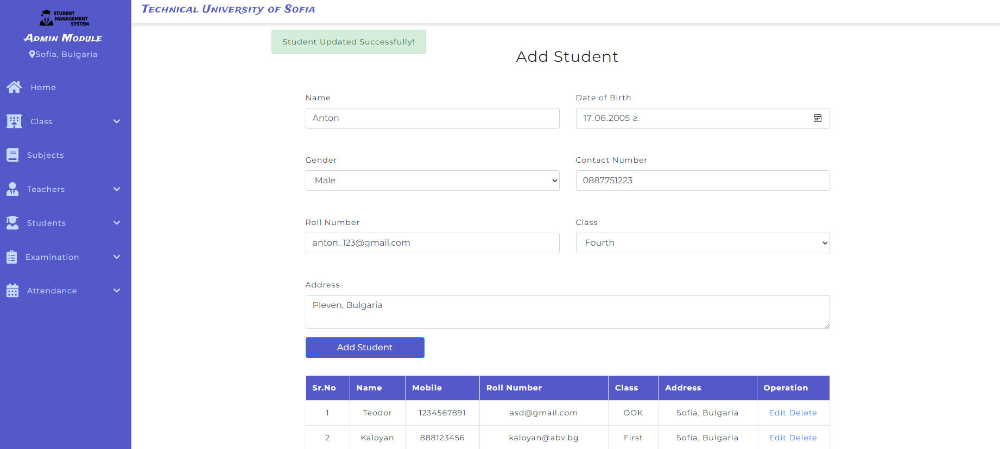 STUDENT
MANAGEMENT
SYSTEM
Admin Module
Sofia, Bulgaria
Home
Class
Subjects
Teachers
Students
Examination
Attendance
Technical University of Sofia
Student Updated Successfully!
Add Student
Name
Date of Birth
Anton
17.06.2005 г.
Gender
Contact Number
Male
0887751223
Roll Number
Class
anton_123@gmail.com
Fourth
Address
Pleven, Bulgaria
Add Student
Sr.No Name Mobile Roll Number Class Address Operation
1 Teodor 1234567891 asd@gmail.com OOK Sofia, Bulgaria Edit Delete
2 Kaloyan 888123456 kaloyan@abv.bg First Sofia, Bulgaria Edit Delete